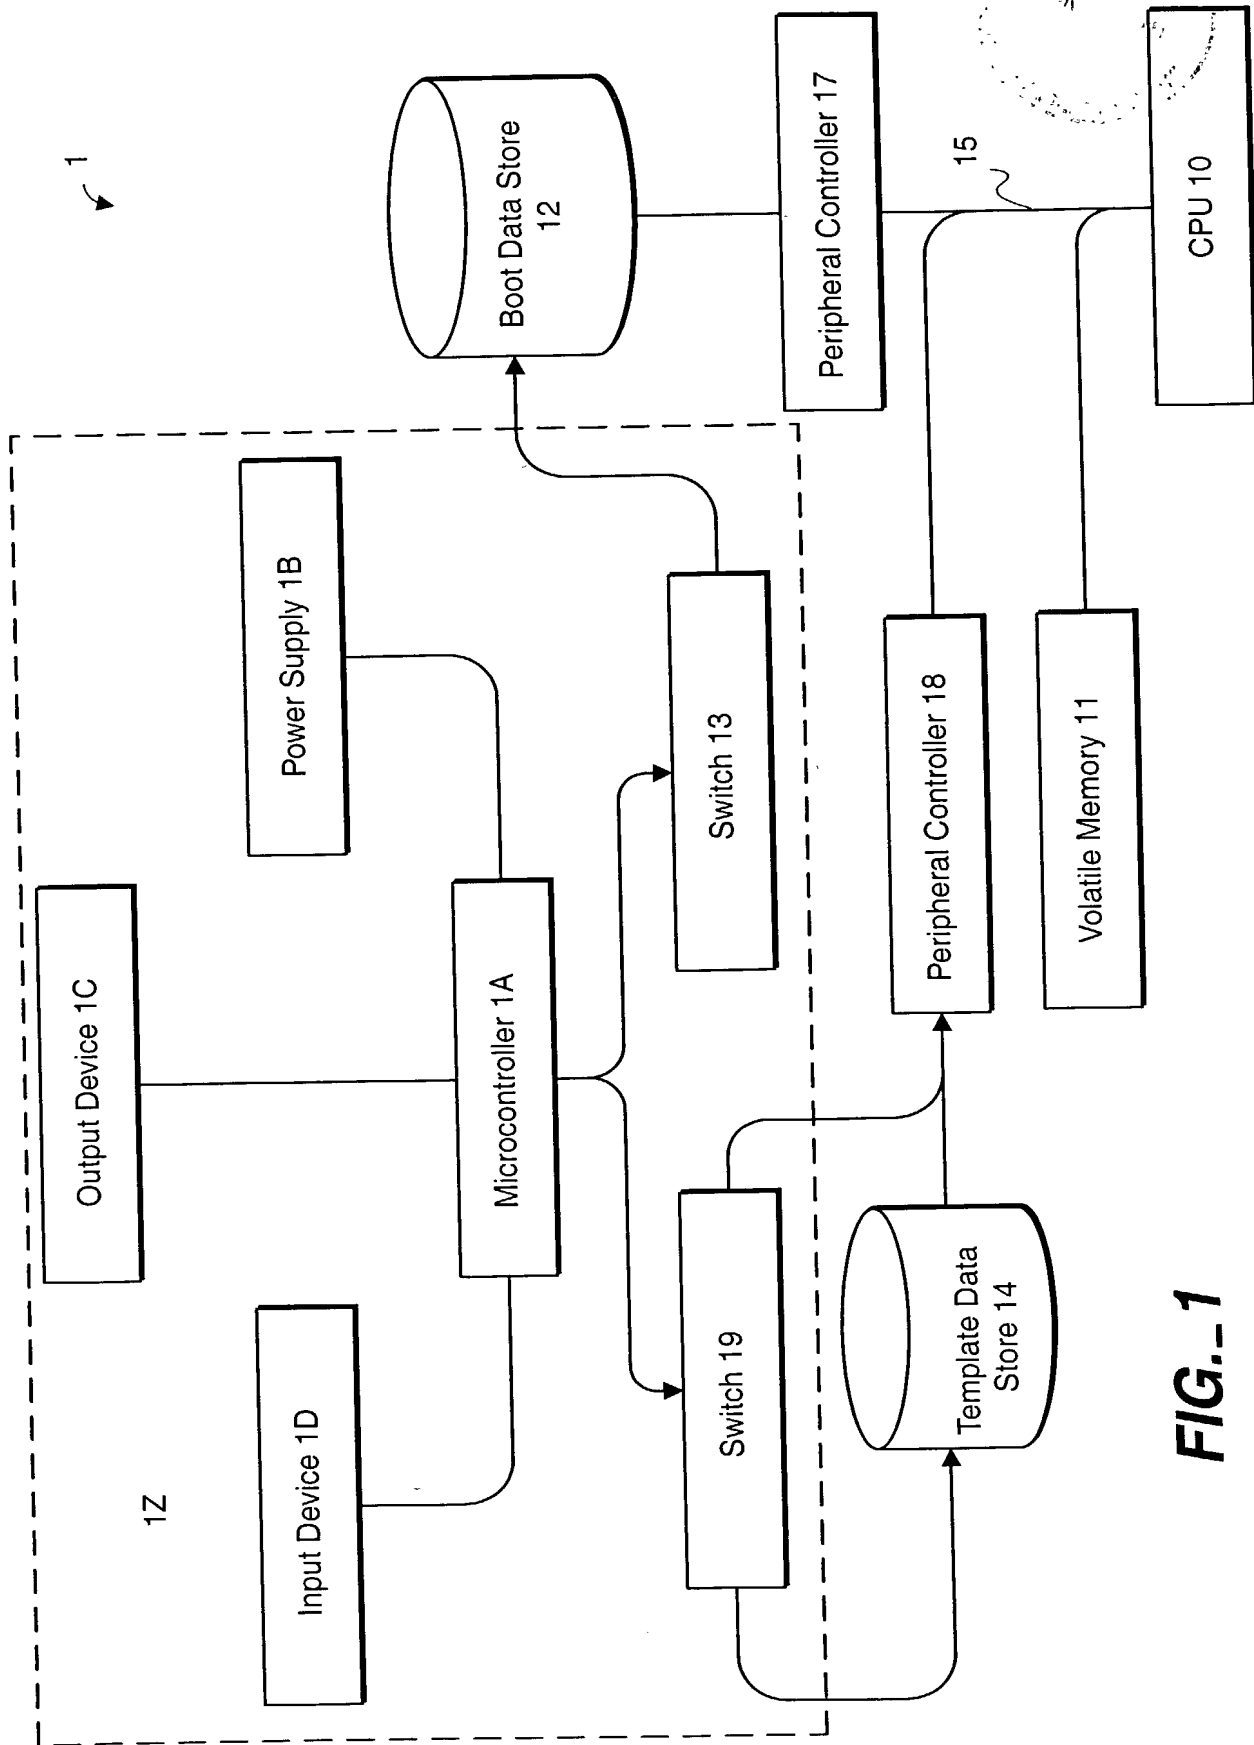 1
1Z
Output Device 1C
Input Device 1D
Power Supply 1B
Microcontroller 1A
Boot Data Store
12
Switch 19
Switch 13
Template Data
Store 14
Peripheral Controller 17
Peripheral Controller 18
15
Volatile Memory 11
CPU 10
FIG._1